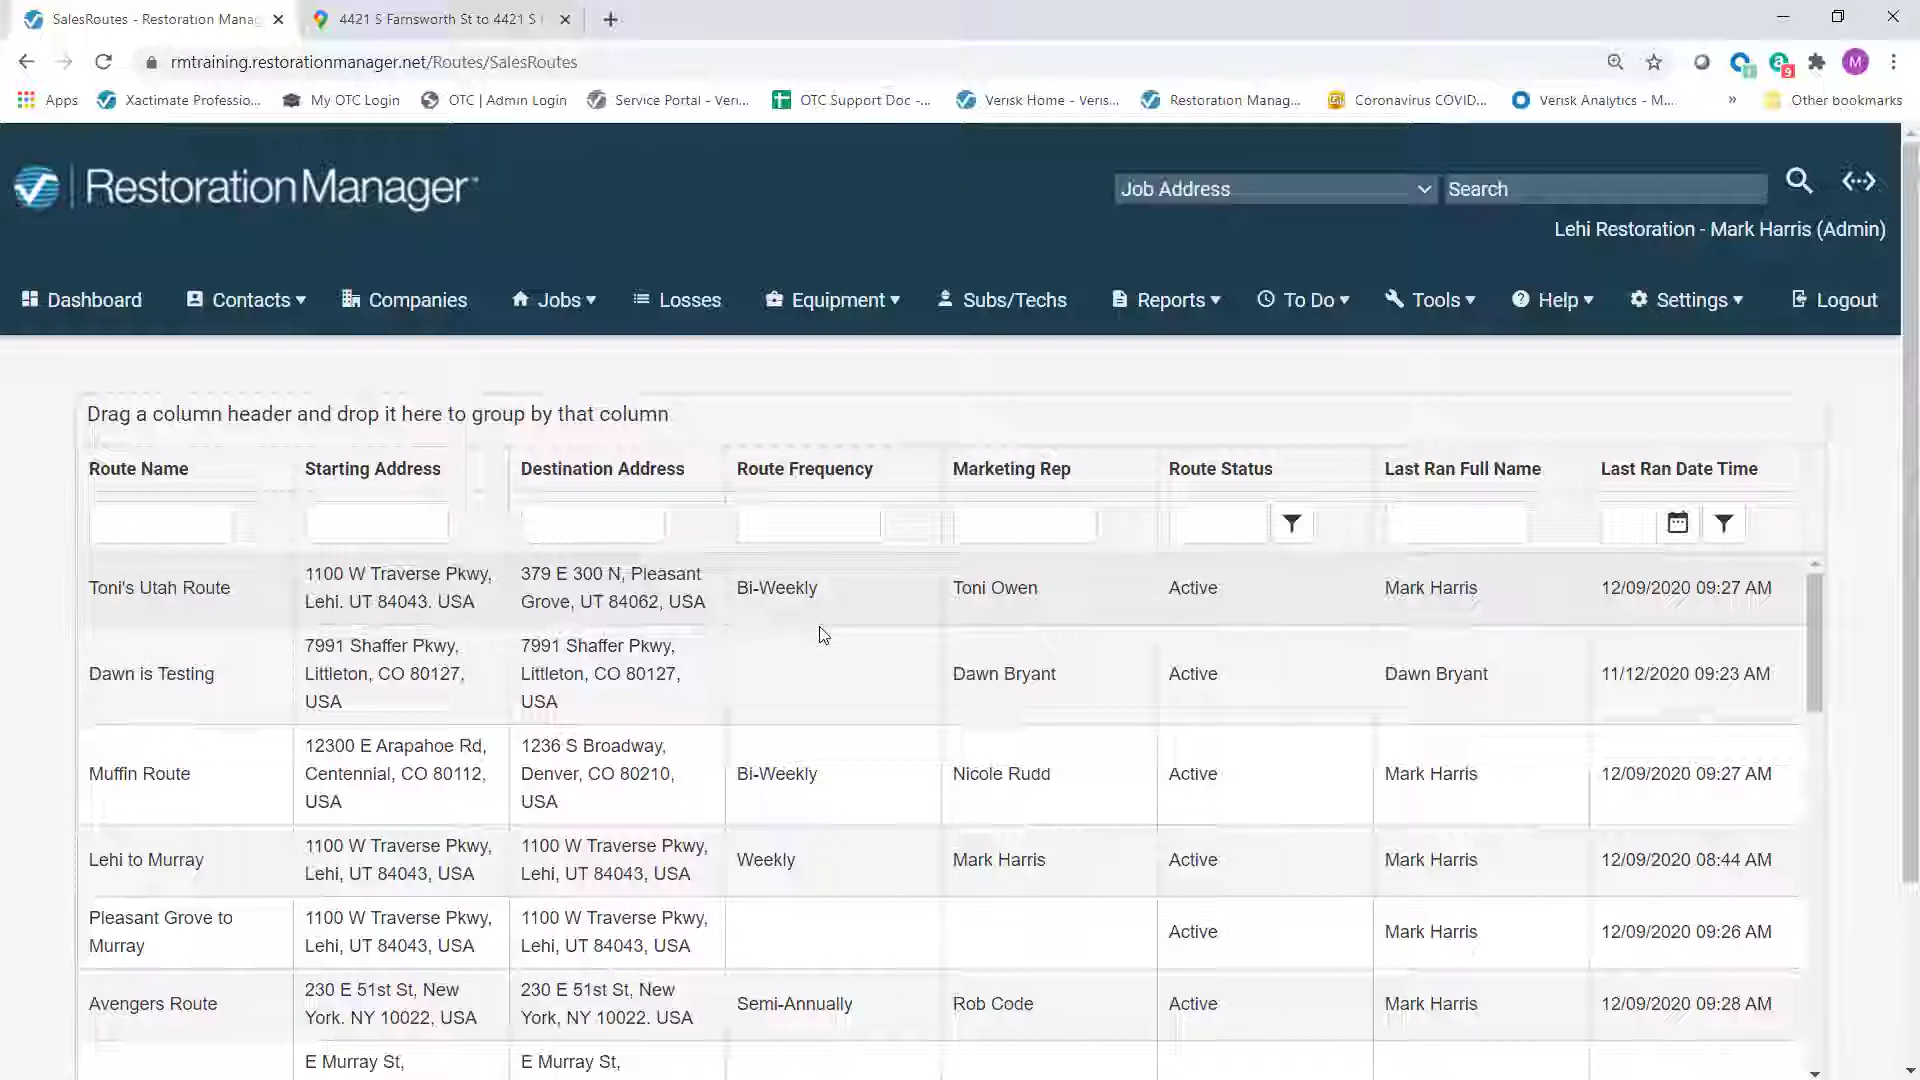 SalesRoutes - Restoration Mana
4421 S Farnsworth St to 4421 S
rmtraining.restorationmanager.net/Routes/SalesRoutes
M
Apps
Xactimate Professio...
My OTC Login
OTC | Admin Login
Service Portal - Veri...
OTC Support Doc -...
Verisk Home - Veris...
Restoration Manag...
Coronavirus COVID...
Verisk Analytics - M...
»
Other bookmarks
RestorationManager™
Job Address
Search
Lehi Restoration - Mark Harris (Admin)
Dashboard
Contacts
Companies
Jobs
Losses
Equipment
Subs/Techs
Reports
To Do
Tools
Help
Settings
Logout
Drag a column header and drop it here to group by that column
Route Name
Starting Address
Destination Address
Route Frequency
Marketing Rep
Route Status
Last Ran Full Name
Last Ran Date Time
Toni's Utah Route
1100 W Traverse Pkwy,
Lehi. UT 84043. USA
379 E 300 N, Pleasant
Grove, UT 84062, USA
Bi-Weekly
Toni Owen
Active
Mark Harris
12/09/2020 09:27 AM
Dawn is Testing
7991 Shaffer Pkwy,
Littleton, CO 80127,
USA
7991 Shaffer Pkwy,
Littleton, CO 80127,
USA
Dawn Bryant
Active
Dawn Bryant
11/12/2020 09:23 AM
Muffin Route
12300 E Arapahoe Rd,
Centennial, CO 80112,
USA
1236 S Broadway,
Denver, CO 80210,
USA
Bi-Weekly
Nicole Rudd
Active
Mark Harris
12/09/2020 09:27 AM
Lehi to Murray
1100 W Traverse Pkwy,
Lehi, UT 84043, USA
1100 W Traverse Pkwy,
Lehi, UT 84043, USA
Weekly
Mark Harris
Active
Mark Harris
12/09/2020 08:44 AM
Pleasant Grove to
Murray
1100 W Traverse Pkwy,
Lehi, UT 84043, USA
1100 W Traverse Pkwy,
Lehi, UT 84043, USA
Active
Mark Harris
12/09/2020 09:26 AM
Avengers Route
230 E 51st St, New
York. NY 10022, USA
230 E 51st St, New
York, NY 10022. USA
Semi-Annually
Rob Code
Active
Mark Harris
12/09/2020 09:28 AM
E Murray St,
E Murray St,